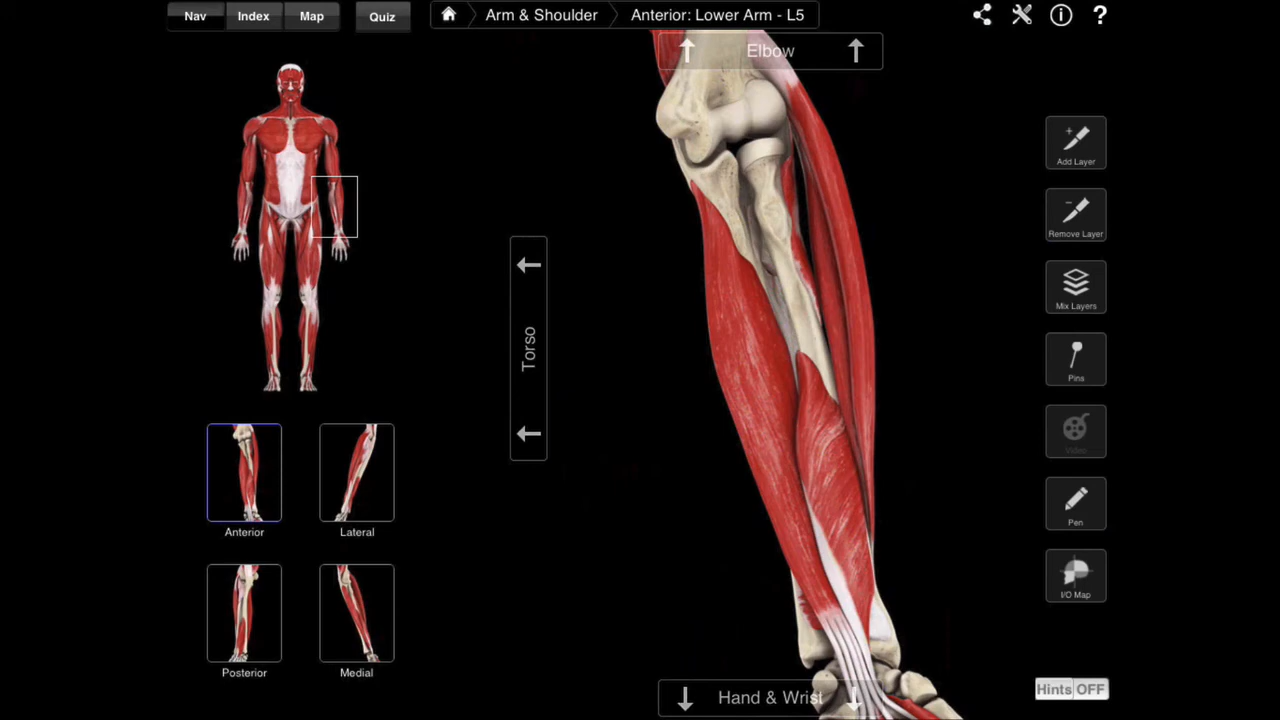 Nav
Index
Map
Quiz
Arm & Shoulder
Anterior: Lower Arm - L5
?
Elbow
Torso
Add Layer
Remove Layer
Mix Layers
Pins
Video
Pen
I/O Map
Anterior
Lateral
Posterior
Medial
Hand & Wrist
Hints OFF